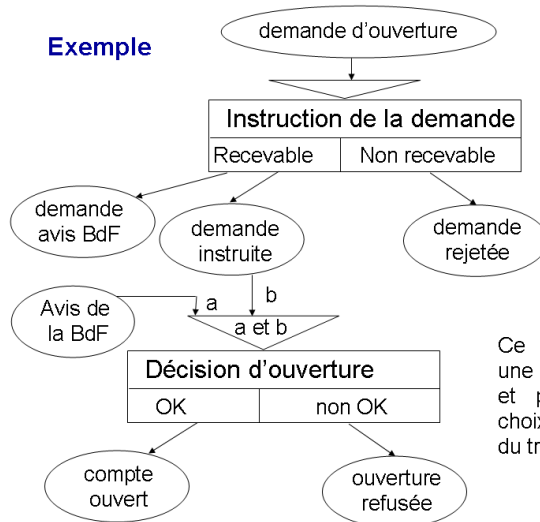 Exemple
demande d'ouverture
Instruction de la demande
Recevable
Non recevable
demande
avis BdF
demande
instruite
demande
rejetée
Avis de
la BdF
a
b
a et b
Décision d'ouverture
OK
non OK
compte
ouvert
ouverture
refusée
Ce
une
et p
choix
du tr